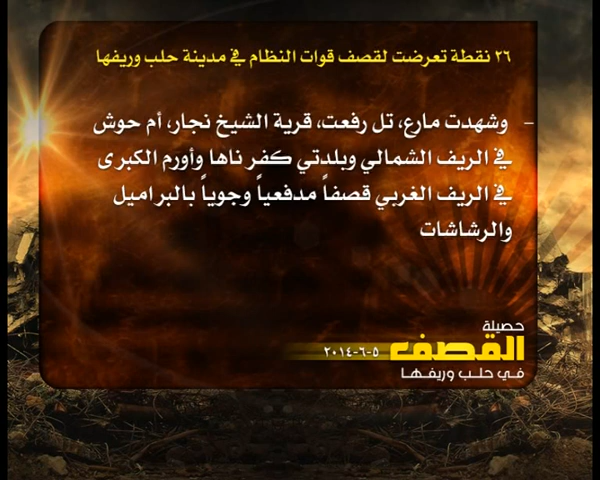 ٢٦ نقطة تعرضت لقصف قوات النظام في مدينة حلب وريفها
- وشهدت مارع، تل رفعت، قرية الشيخ نجار، أم حوش
في الريف الشمالي وبلدتي كفر ناها وأورم الكبرى
في الريف الغربي قصفاً مدفعياً وجوياً بالبراميل
والرشاشات
حصيلة
القصف
٥-٦-٢٠١٤
في حلب وريفها